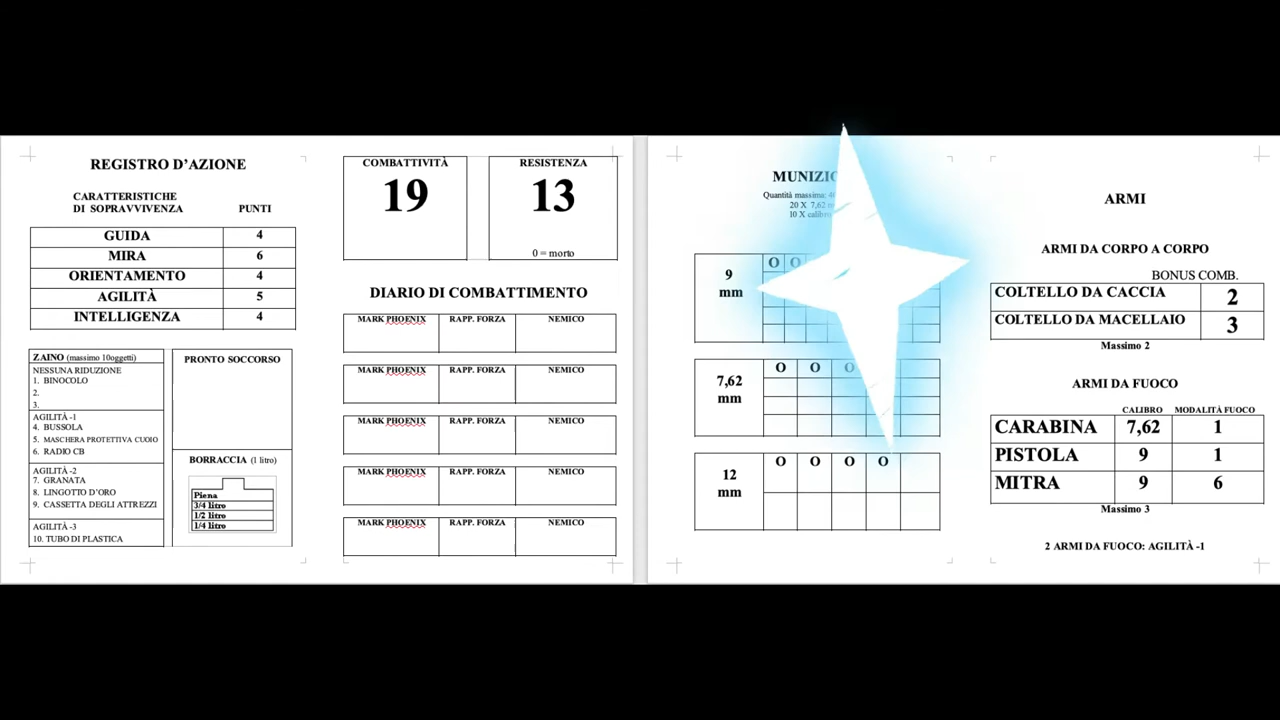 REGISTRO D'AZIONE
CARATTERISTICHE
DI SOPRAVVIVENZA PUNTI
GUIDA 4
MIRA 6
ORIENTAMENTO 4
AGILITÀ 5
INTELLIGENZA 4
ZAINO (massimo 10oggetti)
NESSUNA RIDUZIONE
1. BINOCOLO
2.
3.
AGILITÀ -1
4. BUSSOLA
5. MASCHERA PROTETTIVA CUOIO
6. RADIO CB
AGILITÀ -2
7. GRANATA
8. LINGOTTO D'ORO
9. CASSETTA DEGLI ATTREZZI
AGILITÀ -3
10. TUBO DI PLASTICA
PRONTO SOCCORSO
BORRACCIA (1 litro)
Piena
3/4 litro
1/2 litro
1/4 litro
COMBATTIVITÀ
19
RESISTENZA
13
0 = morto
DIARIO DI COMBATTIMENTO
MARK PHOENIX RAPP. FORZA NEMICO
MARK PHOENIX RAPP. FORZA NEMICO
MARK PHOENIX RAPP. FORZA NEMICO
MARK PHOENIX RAPP. FORZA NEMICO
MARK PHOENIX RAPP. FORZA NEMICO
Quantità massima:
20 X 7,62
10 X
9 O O
mm
7,62 O O O
mm
12 O O O O
mm
ARMI
ARMI DA CORPO A CORPO
BONUS COMB.
COLTELLO DA CACCIA 2
COLTELLO DA MACELLAIO 3
Massimo 2
ARMI DA FUOCO
CALIBRO MODALITÀ FUOCO
CARABINA 7,62 1
PISTOLA 9 1
MITRA 9 6
Massimo 3
2 ARMI DA FUOCO: AGILITÀ -1